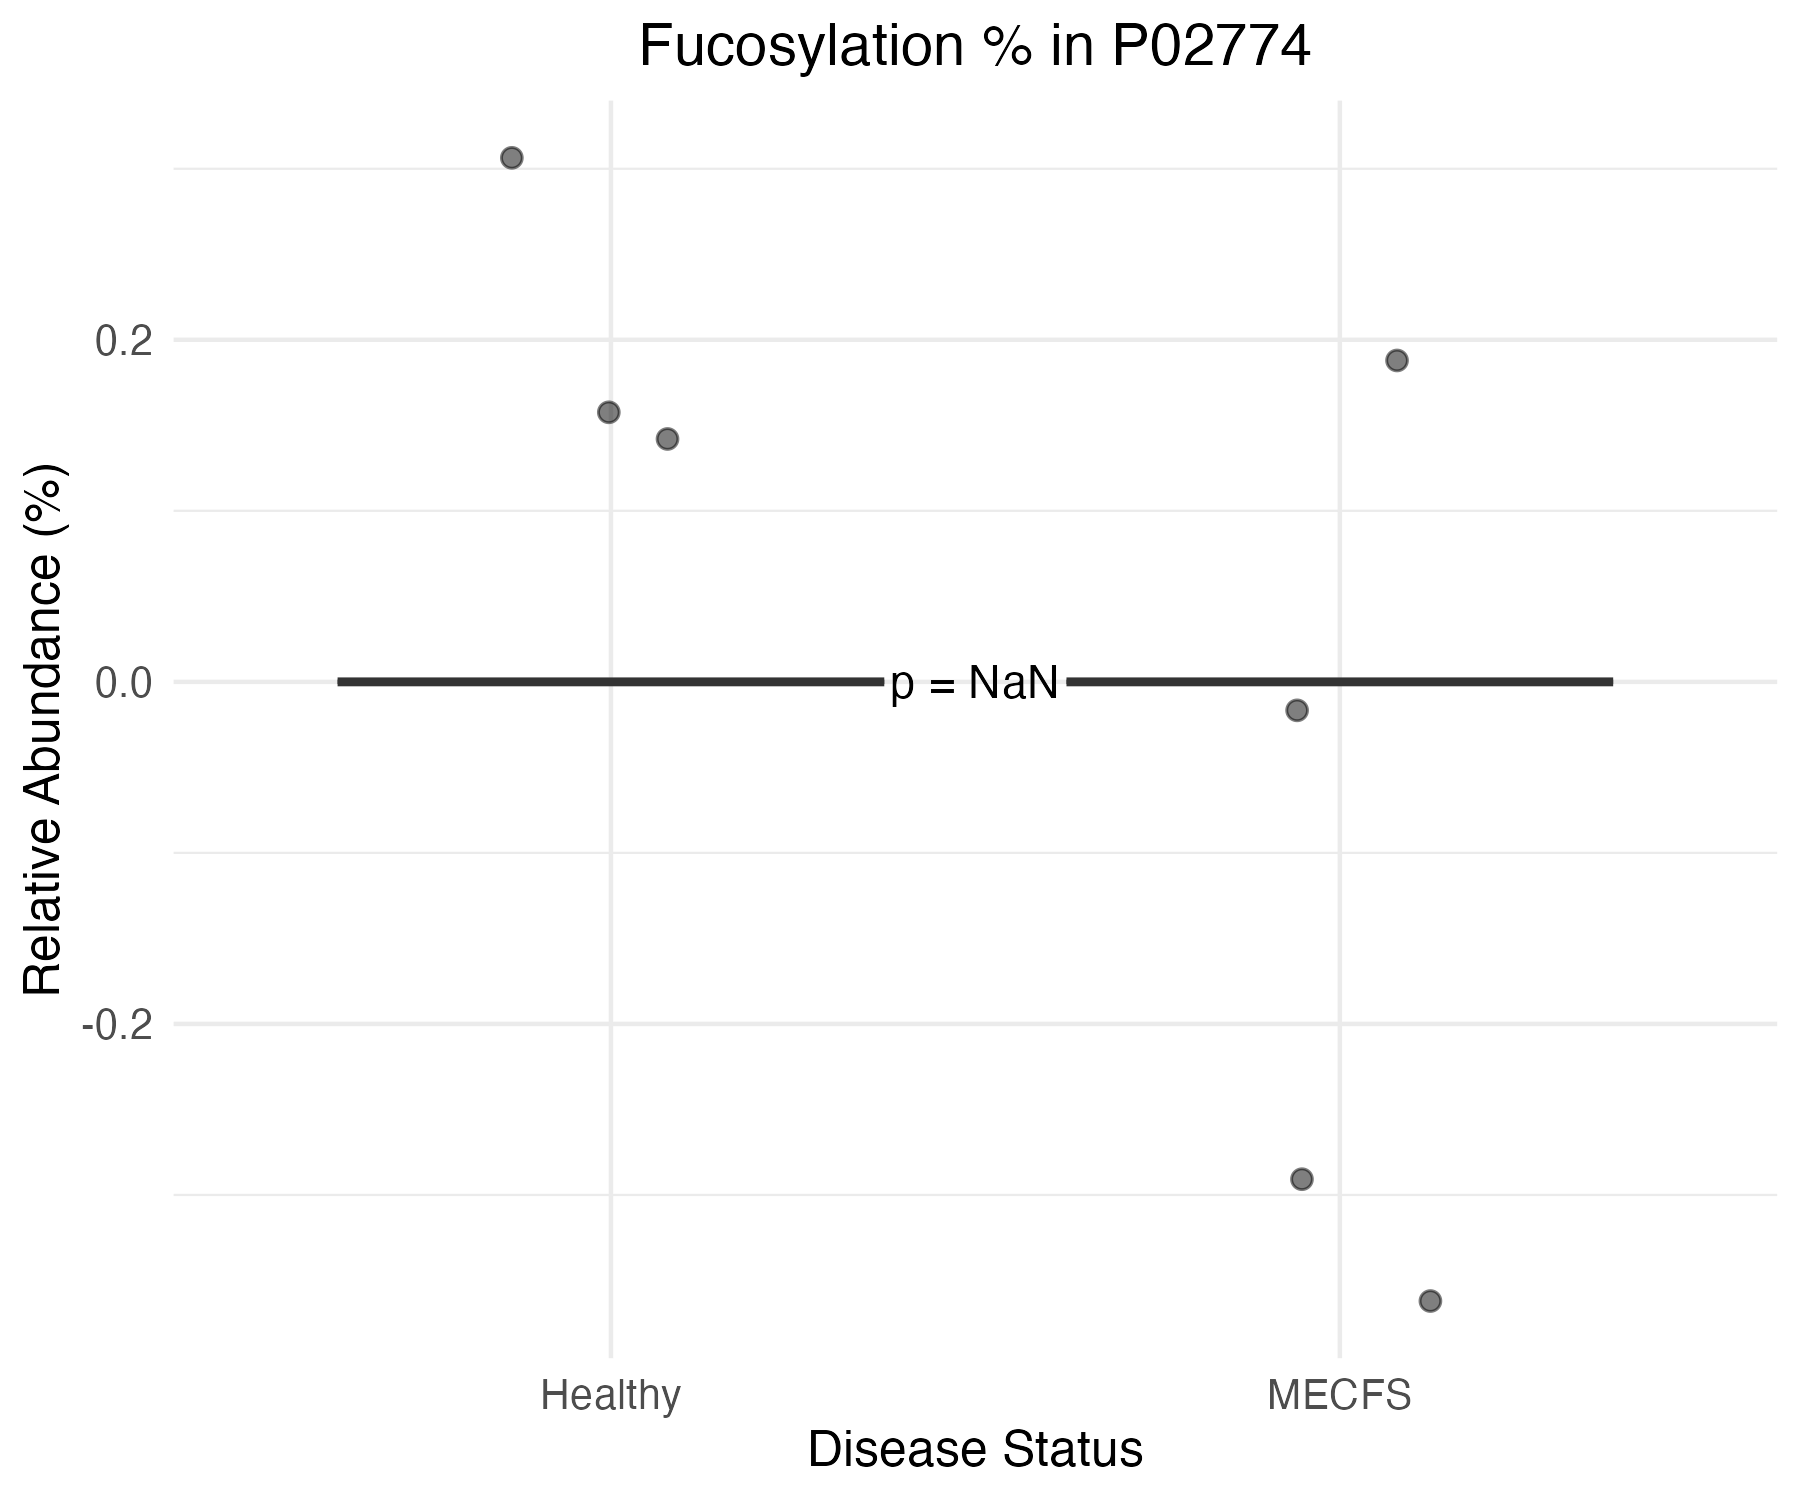 Fucosylation % in P02774
Relative Abundance (%)
0.2
0.0
-0.2
p = NaN
Healthy
MECFS
Disease Status